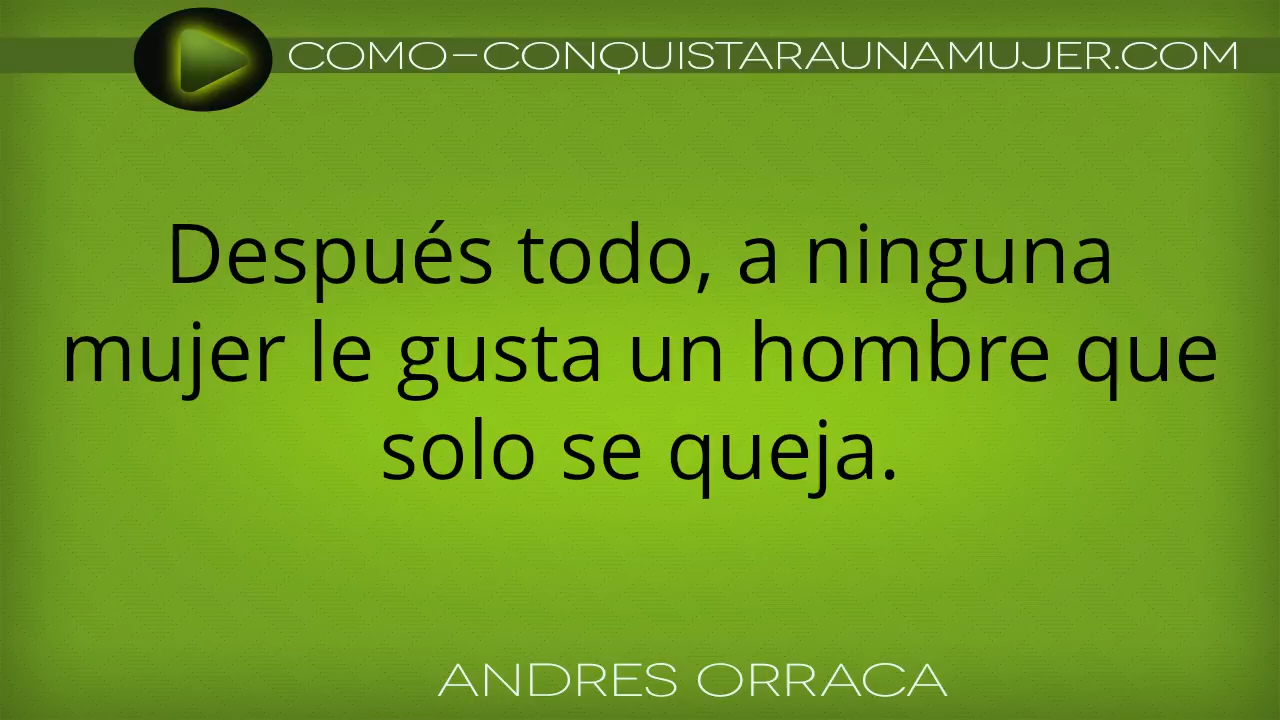 COMO-CONQUISTARAUNAMUJER.COM
Después todo, a ninguna
mujer le gusta un hombre que
solo se queja.
ANDRES ORRACA